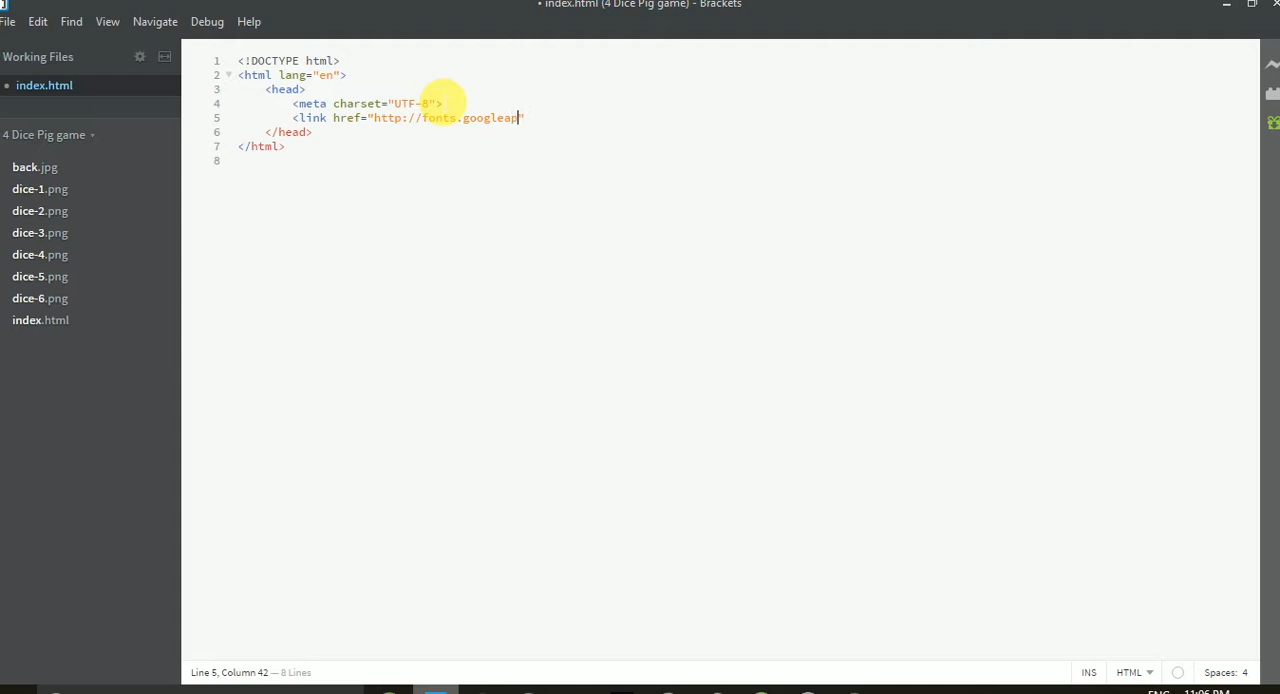 • index.html (4 Dice Pig game) - Brackets
File Edit Find View Navigate Debug Help
Working Files
• index.html
4 Dice Pig game
back.jpg
dice-1.png
dice-2.png
dice-3.png
dice-4.png
dice-5.png
dice-6.png
index.html
1 <!DOCTYPE html>
2 <html lang="en">
3 <head>
4 <meta charset="UTF-8">
5 <link href="http://fonts.googleap"
6 </head>
7 </html>
8
Line 5, Column 42 — 8 Lines
INS HTML Spaces: 4
ENG 11:06 PM